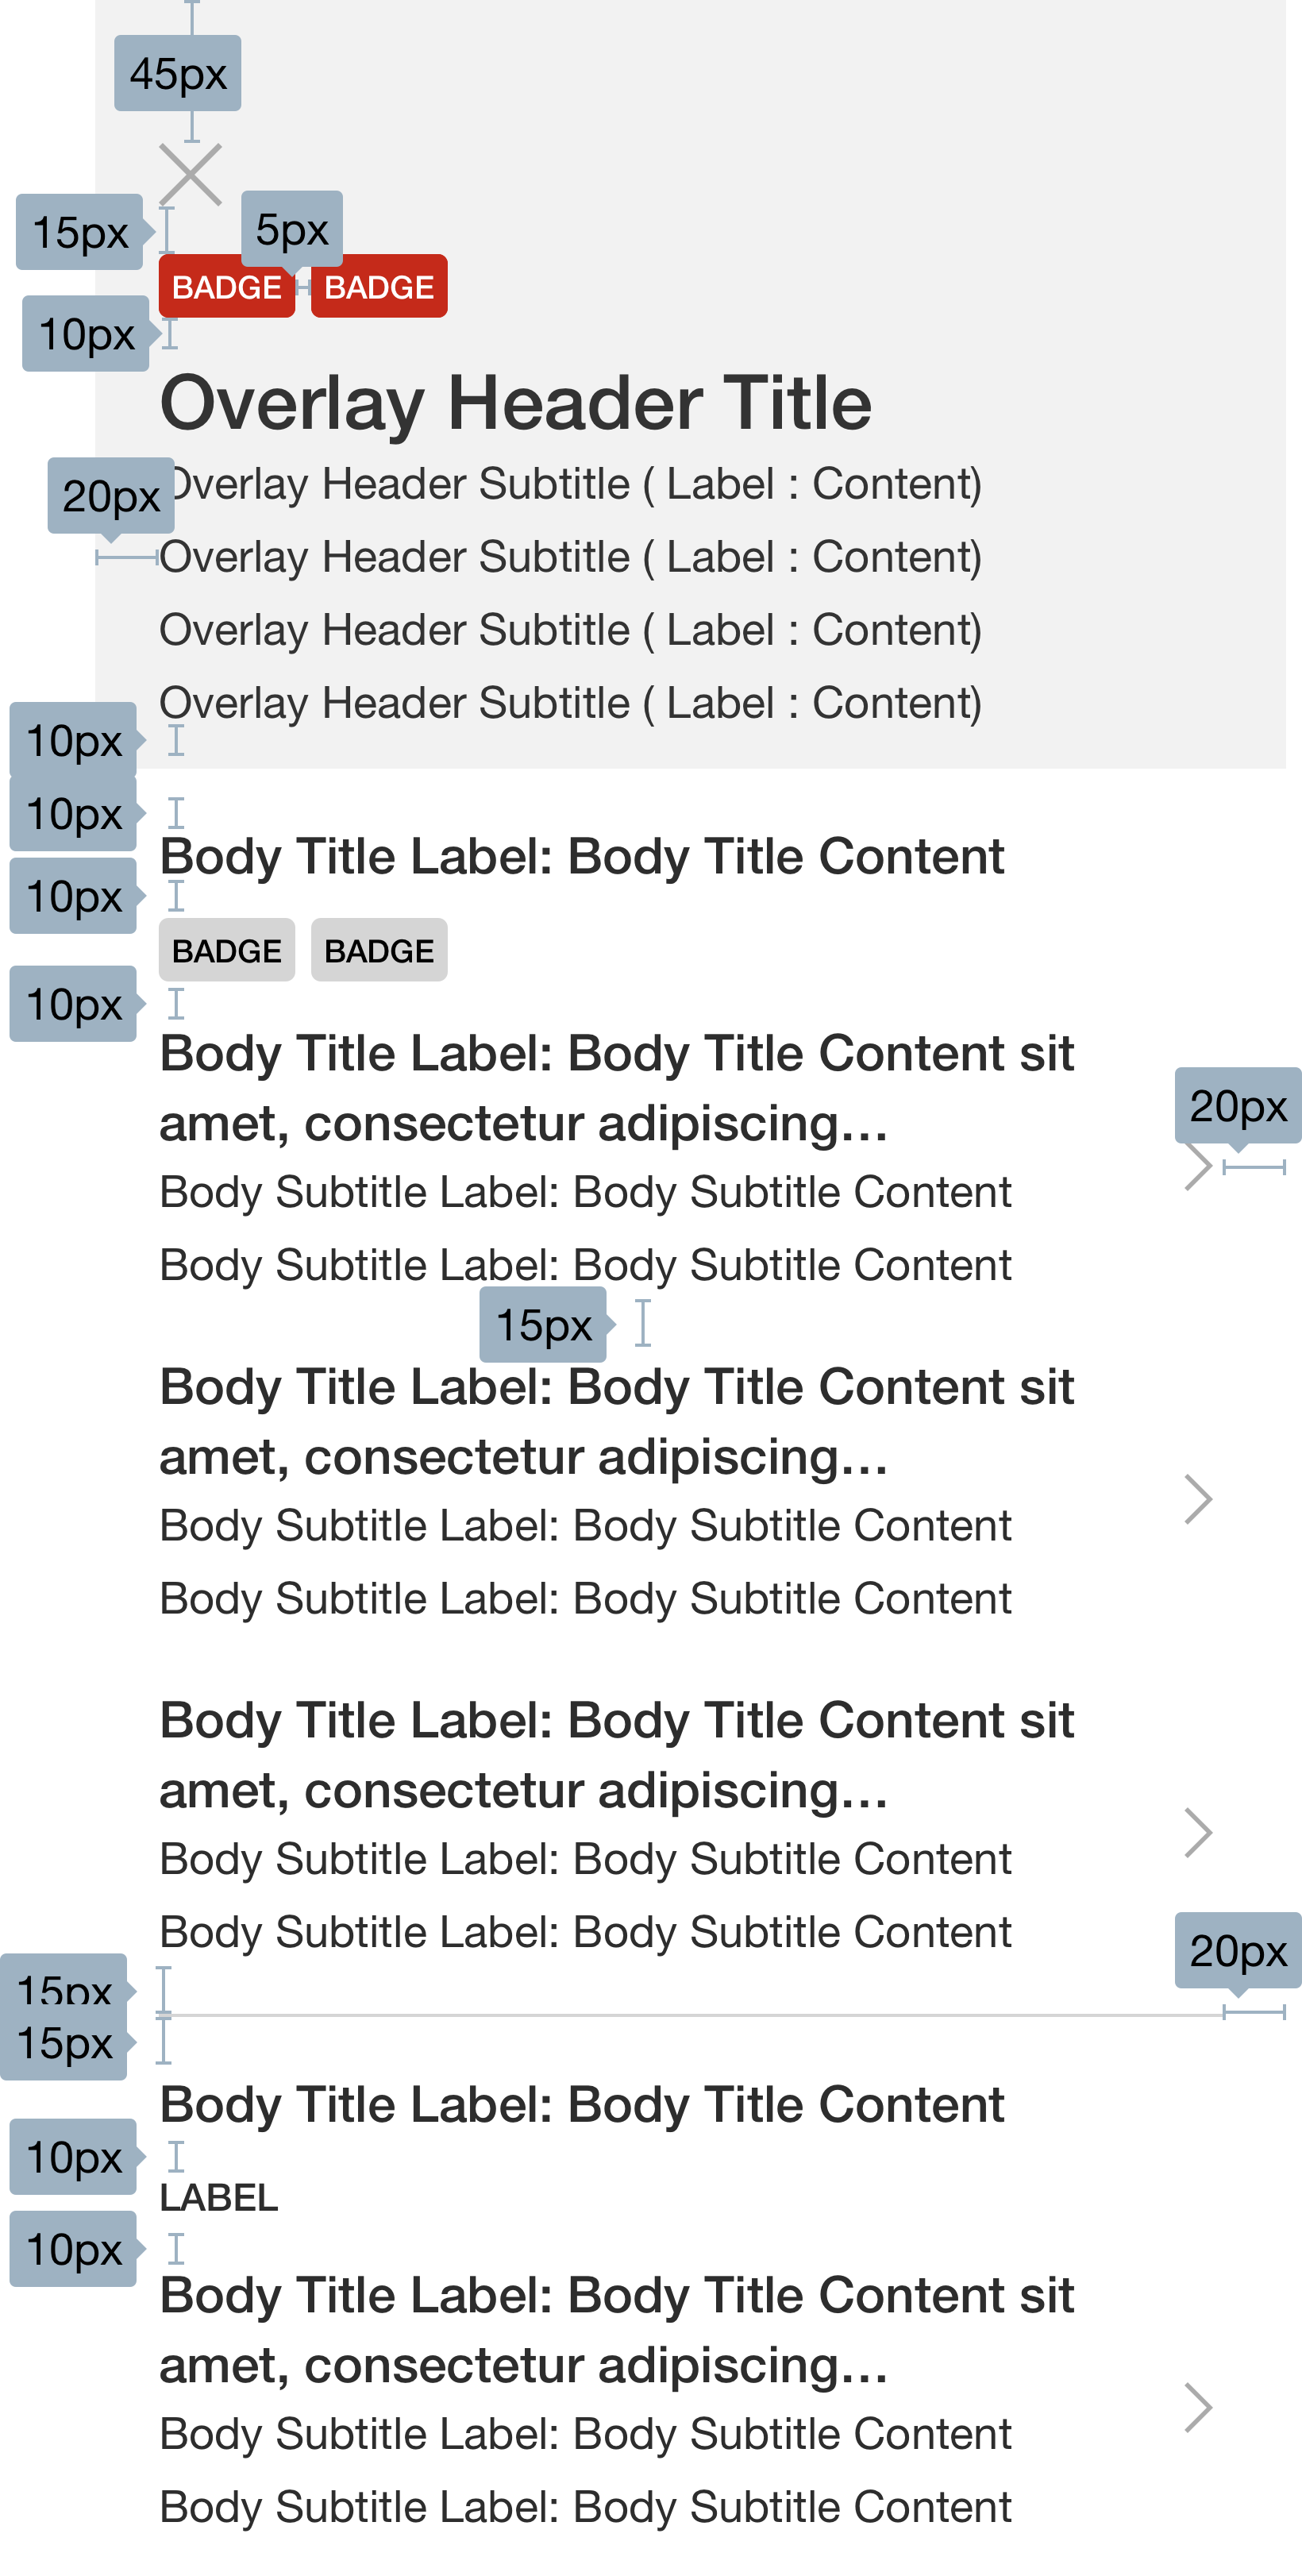 45px
15px
5px
BADGE BADGE
10px
Overlay Header Title
20px
Overlay Header Subtitle ( Label : Content)
Overlay Header Subtitle ( Label : Content)
Overlay Header Subtitle ( Label : Content)
Overlay Header Subtitle ( Label : Content)
10px
10px
Body Title Label: Body Title Content
10px
BADGE BADGE
10px
Body Title Label: Body Title Content sit
amet, consectetur adipiscing...
20px
Body Subtitle Label: Body Subtitle Content
Body Subtitle Label: Body Subtitle Content
15px
Body Title Label: Body Title Content sit
amet, consectetur adipiscing...
Body Subtitle Label: Body Subtitle Content
Body Subtitle Label: Body Subtitle Content
Body Title Label: Body Title Content sit
amet, consectetur adipiscing...
Body Subtitle Label: Body Subtitle Content
Body Subtitle Label: Body Subtitle Content
20px
15px
15px
Body Title Label: Body Title Content
10px
LABEL
10px
Body Title Label: Body Title Content sit
amet, consectetur adipiscing...
Body Subtitle Label: Body Subtitle Content
Body Subtitle Label: Body Subtitle Content